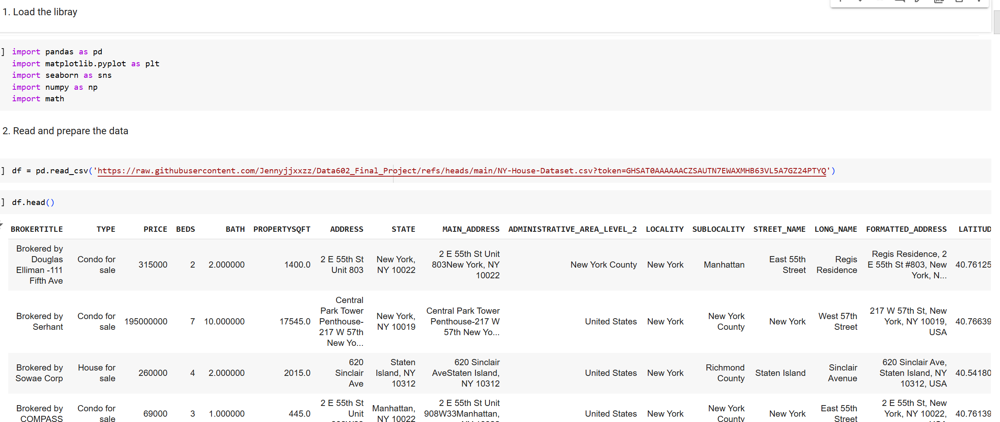 1. Load the libray
] import pandas as pd
import matplotlib.pyplot as plt
import seaborn as sns
import numpy as np
import math
2. Read and prepare the data
] df = pd.read_csv('https://raw.githubusercontent.com/Jennyjjxxzz/Data602_Final_Project/refs/heads/main/NY-House-Dataset.csv?token=GHSAT0AAAAAACZSAUTN7EWAXMHB63VL5A7GZ24PTYQ')
] df.head()
BROKERTITLE TYPE PRICE BEDS BATH PROPERTYSQFT ADDRESS STATE MAIN_ADDRESS ADMINISTRATIVE_AREA_LEVEL_2 LOCALITY SUBLOCALITY STREET_NAME LONG_NAME FORMATTED_ADDRESS LATITUD
Brokered by
Douglas
Elliman -111
Fifth Ave
Condo for
sale
315000
2
2.000000
1400.0
2 E 55th St
Unit 803
New York,
NY 10022
2 E 55th St Unit
803New York, NY
10022
New York County
New York
Manhattan
East 55th
Street
Regis
Residence
Regis Residence, 2
E 55th St #803, New
York, N...
40.76125
Brokered by
Serhant
Condo for
sale
195000000
7
10.000000
17545.0
Central
Park Tower
Penthouse-
217 W 57th
New Yo...
New York,
NY 10019
Central Park Tower
Penthouse-217 W
57th New Yo...
United States
New York
New York
County
New York
West 57th
Street
217 W 57th St, New
York, NY 10019,
USA
40.76639
Brokered by
Sowae Corp
House for
sale
260000
4
2.000000
2015.0
620
Sinclair
Ave
Staten
Island, NY
10312
620 Sinclair
AveStaten Island,
NY 10312
United States
New York
Richmond
County
Staten Island
Sinclair
Avenue
620 Sinclair Ave,
Staten Island, NY
10312, USA
40.54180
Brokered by
COMPASS
Condo for
sale
69000
3
1.000000
445.0
2 E 55th St
Unit
Manhattan,
NY 10022
2 E 55th St Unit
908W33Manhattan,
United States
New York
New York
County
New York
East 55th
Street
2 E 55th St, New
York, NY 10022,
40.76139